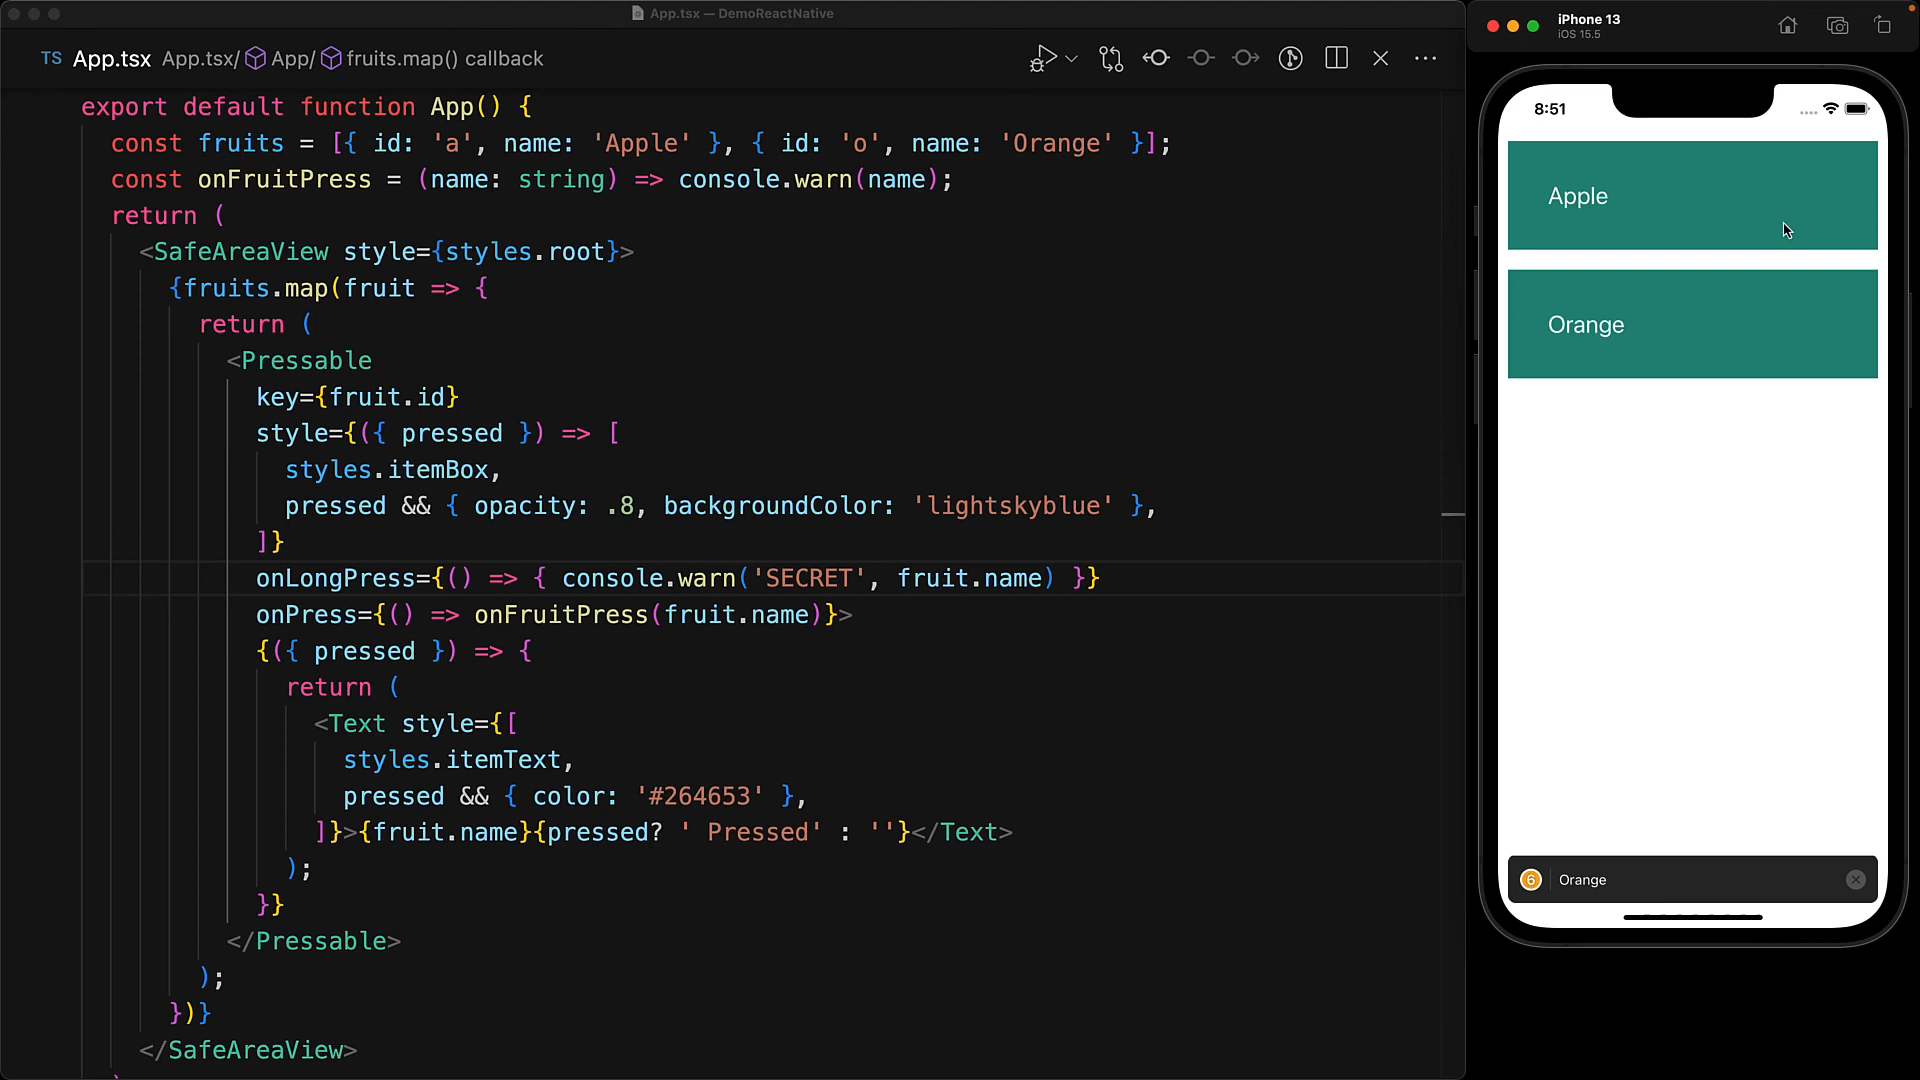 App.tsx — DemoReactNative
TS App.tsx App.tsx/ App/ fruits.map() callback
export default function App() {
const fruits = [{ id: 'a', name: 'Apple' }, { id: 'o', name: 'Orange' }];
const onFruitPress = (name: string) => console.warn(name);
return (
<SafeAreaView style={styles.root}>
{fruits.map(fruit => {
return (
<Pressable
key={fruit.id}
style={({ pressed }) => [
styles.itemBox,
pressed && { opacity: .8, backgroundColor: 'lightskyblue' },
]}
onLongPress={() => { console.warn('SECRET', fruit.name) }}
onPress={() => onFruitPress(fruit.name)}>
{({ pressed }) => {
return (
<Text style={[
styles.itemText,
pressed && { color: '#264653' },
]}>{fruit.name}{pressed? ' Pressed' : ''}</Text>
);
}}
</Pressable>
);
})}
</SafeAreaView>
iPhone 13
iOS 15.5
8:51
Apple
Orange
6 Orange